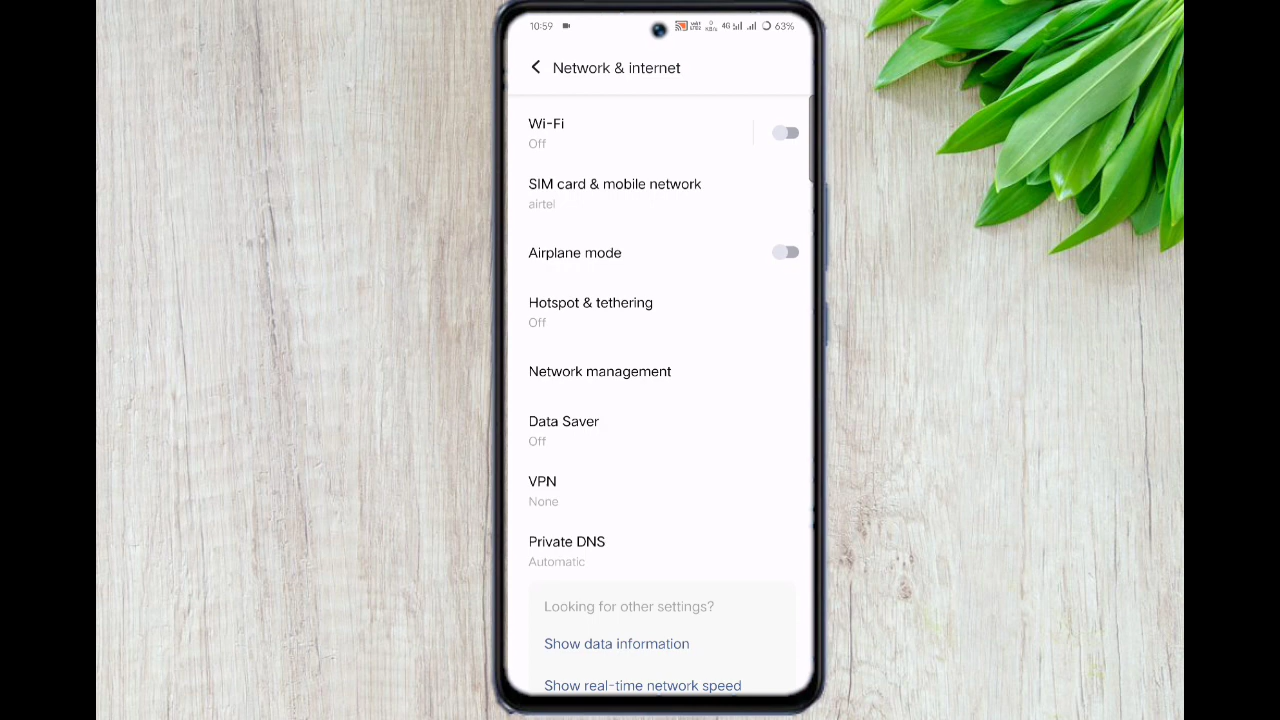 10:59 4G 63%
Network & internet
Wi-Fi
Off
SIM card & mobile network
airtel
Airplane mode
Hotspot & tethering
Off
Network management
Data Saver
Off
VPN
None
Private DNS
Automatic
Looking for other settings?
Show data information
Show real-time network speed